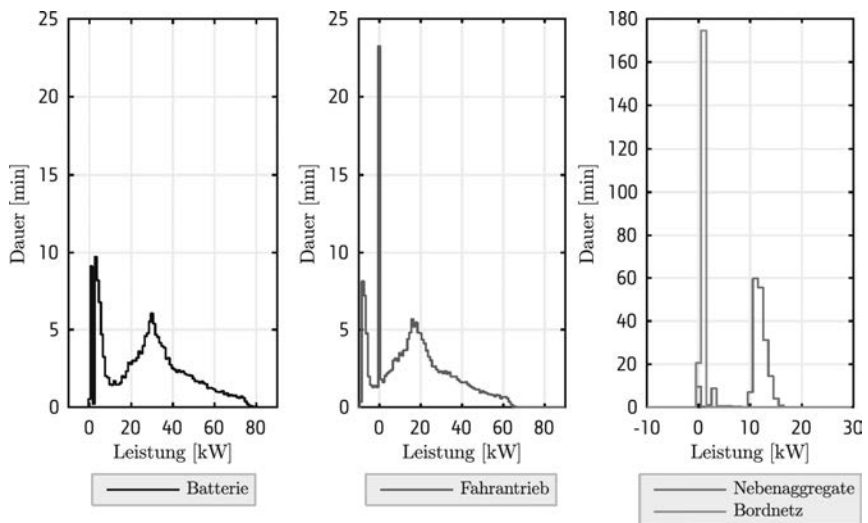 25
20
15
10
5
0
0 20 40 60 80
Dauer [min]
Leistung [kW]
Batterie
25
20
15
10
5
0
0 20 40 60 80
Dauer [min]
Leistung [kW]
Fahrantrieb
180
160
140
120
100
80
60
40
20
0
-10 0 10 20 30
Dauer [min]
Leistung [kW]
Nebenaggregate
Bordnetz